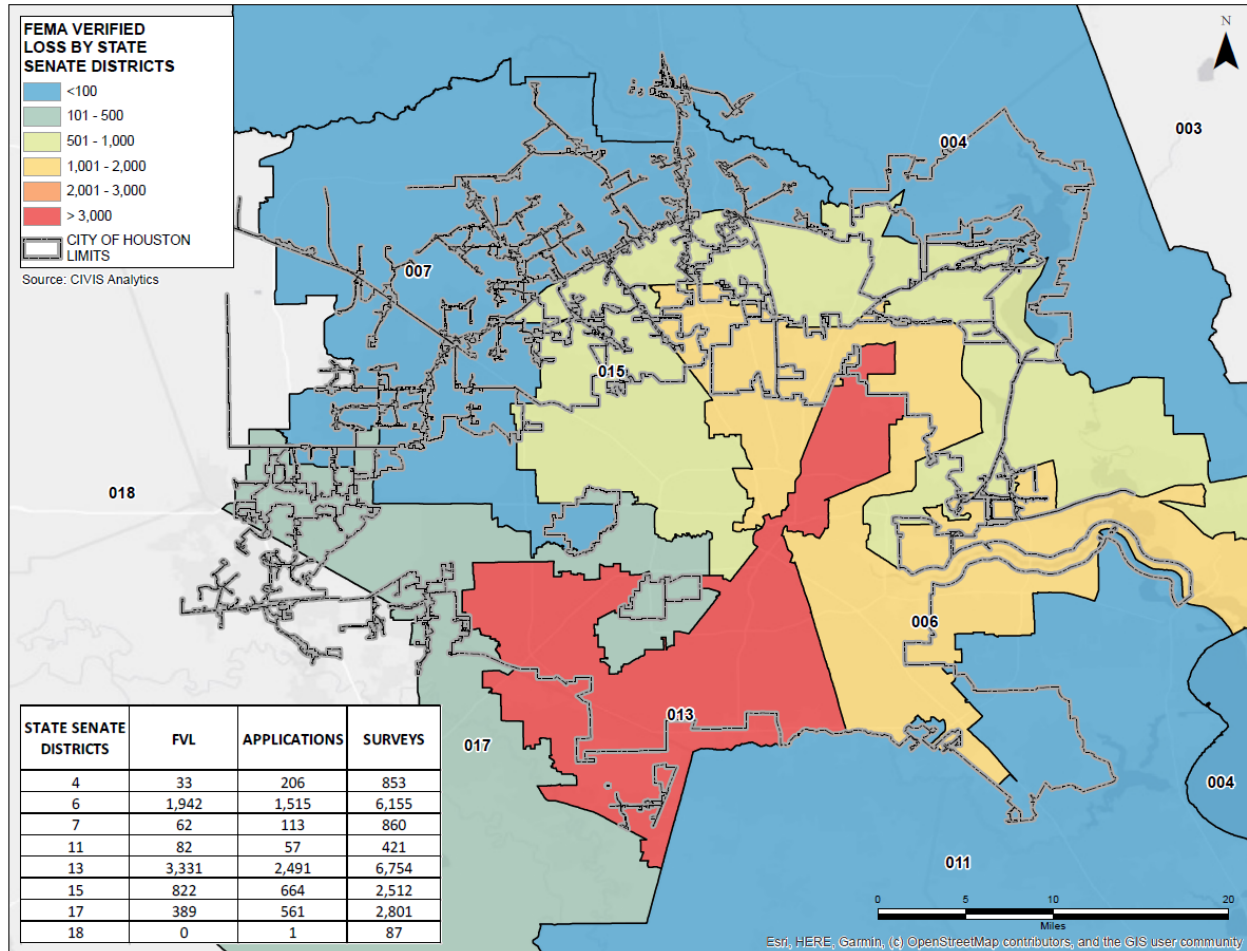 FEMA VERIFIED
LOSS BY STATE
SENATE DISTRICTS
<100
101 - 500
501 - 1,000
1,001 - 2,000
2,001 - 3,000
> 3,000
CITY OF HOUSTON
LIMITS
Source: CIVIS Analytics
N
003
004
007
015
018
006
013
017
004
011
STATE SENATE DISTRICTS FVL APPLICATIONS SURVEYS
4 33 206 853
6 1,942 1,515 6,155
7 62 113 860
11 82 57 421
13 3,331 2,491 6,754
15 822 664 2,512
17 389 561 2,801
18 0 1 87
0 5 10 20
Miles
Esri, HERE, Garmin, (c) OpenStreetMap contributors, and the GIS user community